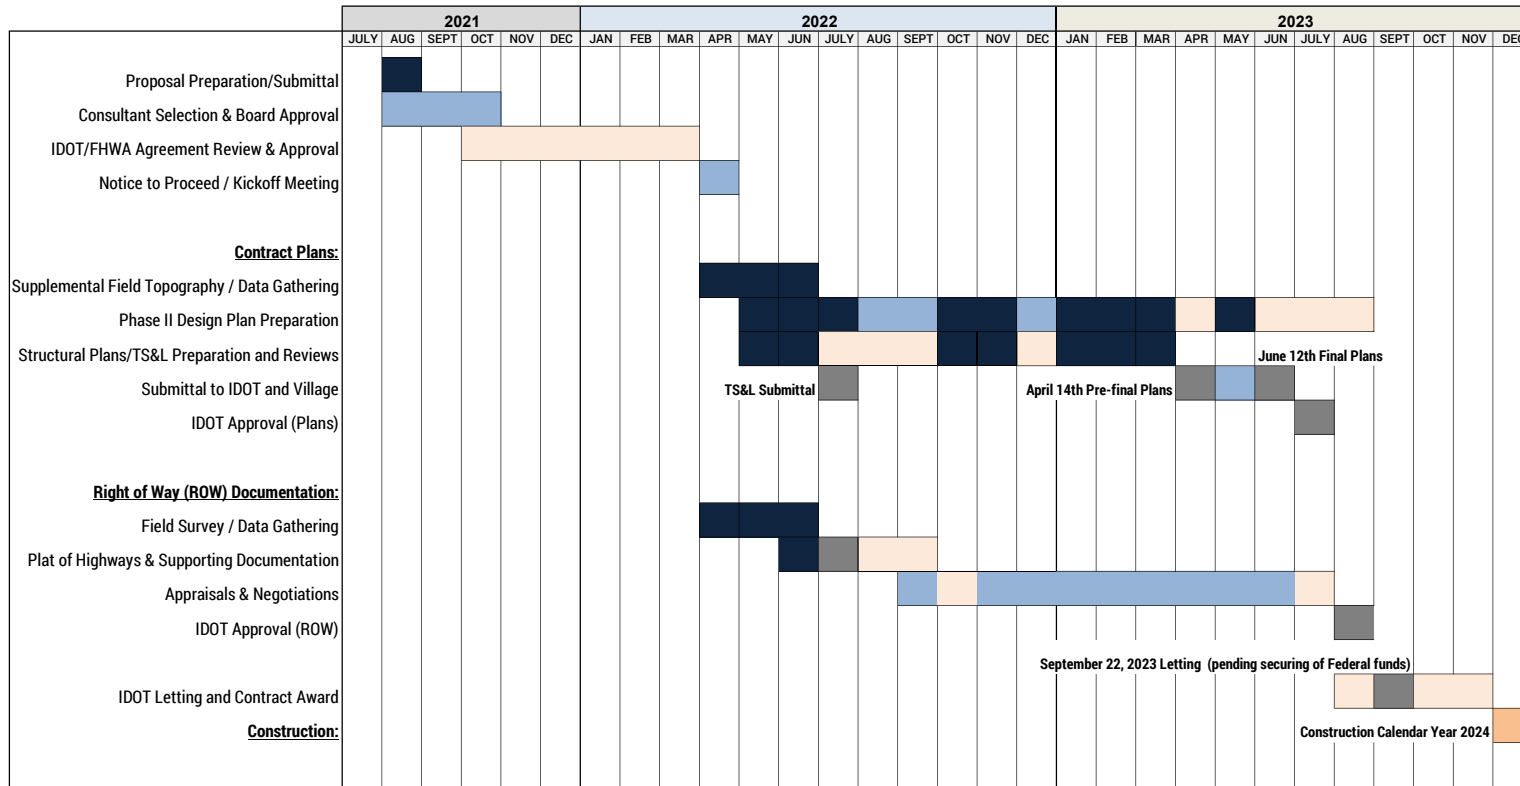 2021 2022 2023
JULY AUG SEPT OCT NOV DEC JAN FEB MAR APR MAY JUN JULY AUG SEPT OCT NOV DEC JAN FEB MAR APR MAY JUN JULY AUG SEPT OCT NOV DEC
Proposal Preparation/Submittal
Consultant Selection & Board Approval
IDOT/FHWA Agreement Review & Approval
Notice to Proceed / Kickoff Meeting
Contract Plans:
Supplemental Field Topography / Data Gathering
Phase II Design Plan Preparation
Structural Plans/TS&L Preparation and Reviews June 12th Final Plans
Submittal to IDOT and Village TS&L Submittal April 14th Pre-final Plans
IDOT Approval (Plans)
Right of Way (ROW) Documentation:
Field Survey / Data Gathering
Plat of Highways & Supporting Documentation
Appraisals & Negotiations
IDOT Approval (ROW)
September 22, 2023 Letting (pending securing of Federal funds)
IDOT Letting and Contract Award
Construction: Construction Calendar Year 2024